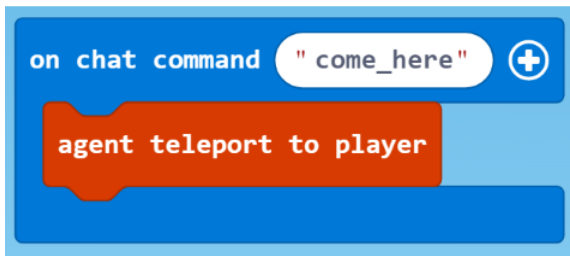 on chat command "come_here"
agent teleport to player